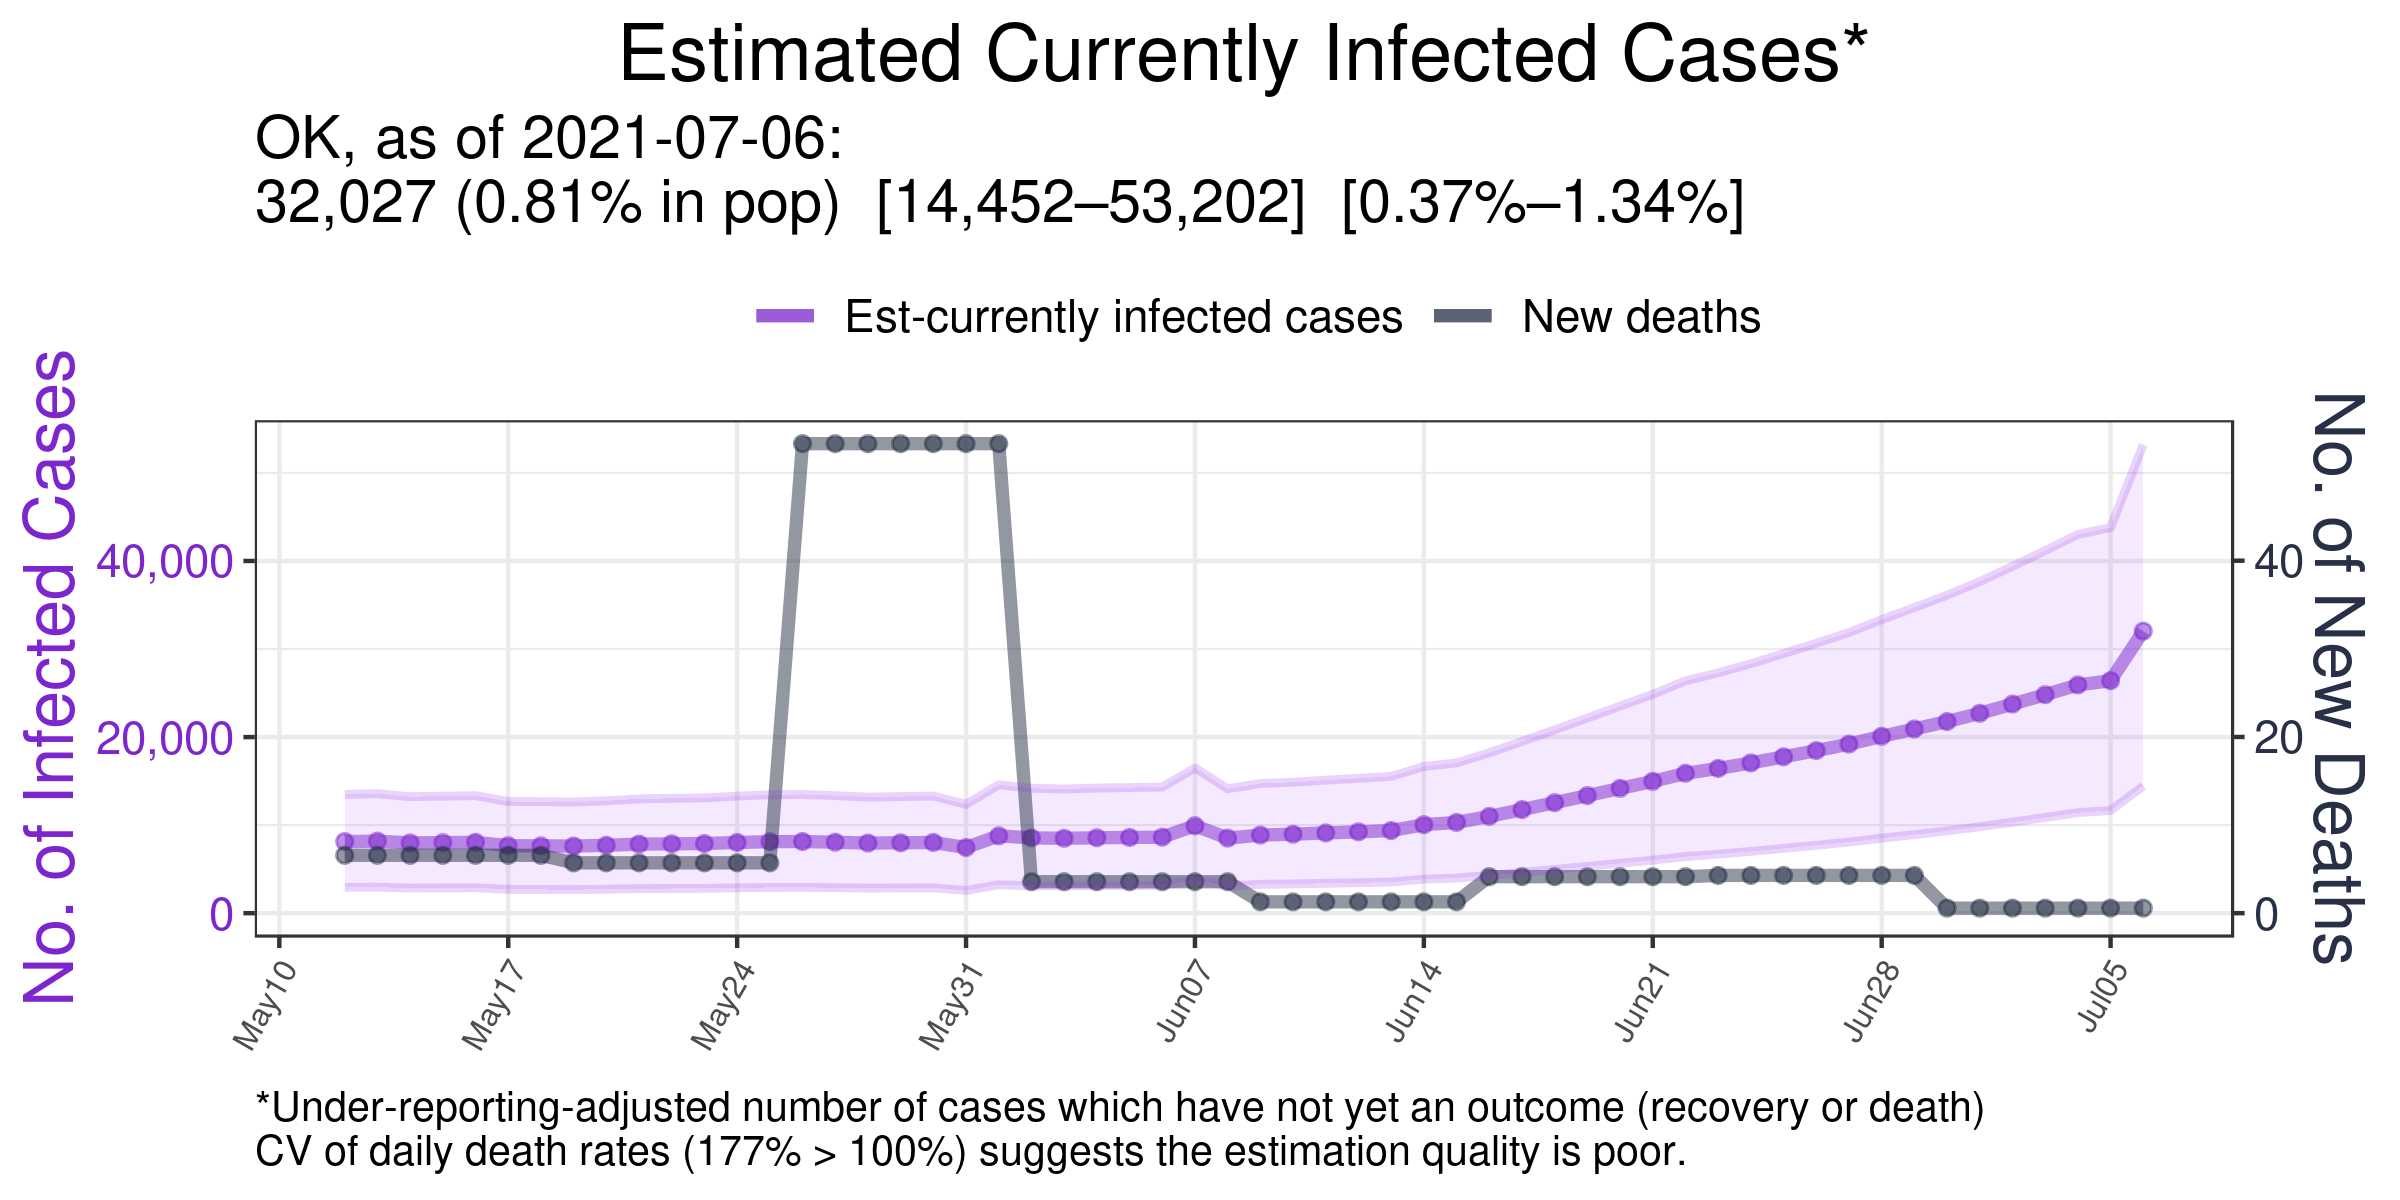 Estimated Currently Infected Cases*
OK, as of 2021-07-06:
32,027 (0.81% in pop)  [14,452–53,202]  [0.37%–1.34%]
Est-currently infected cases
New deaths
No. of Infected Cases
40,000
20,000
0
40
20
0
No. of New Deaths
May10
May17
May24
May31
Jun07
Jun14
Jun21
Jun28
Jul05
*Under-reporting-adjusted number of cases which have not yet an outcome (recovery or death)
CV of daily death rates (177% > 100%) suggests the estimation quality is poor.